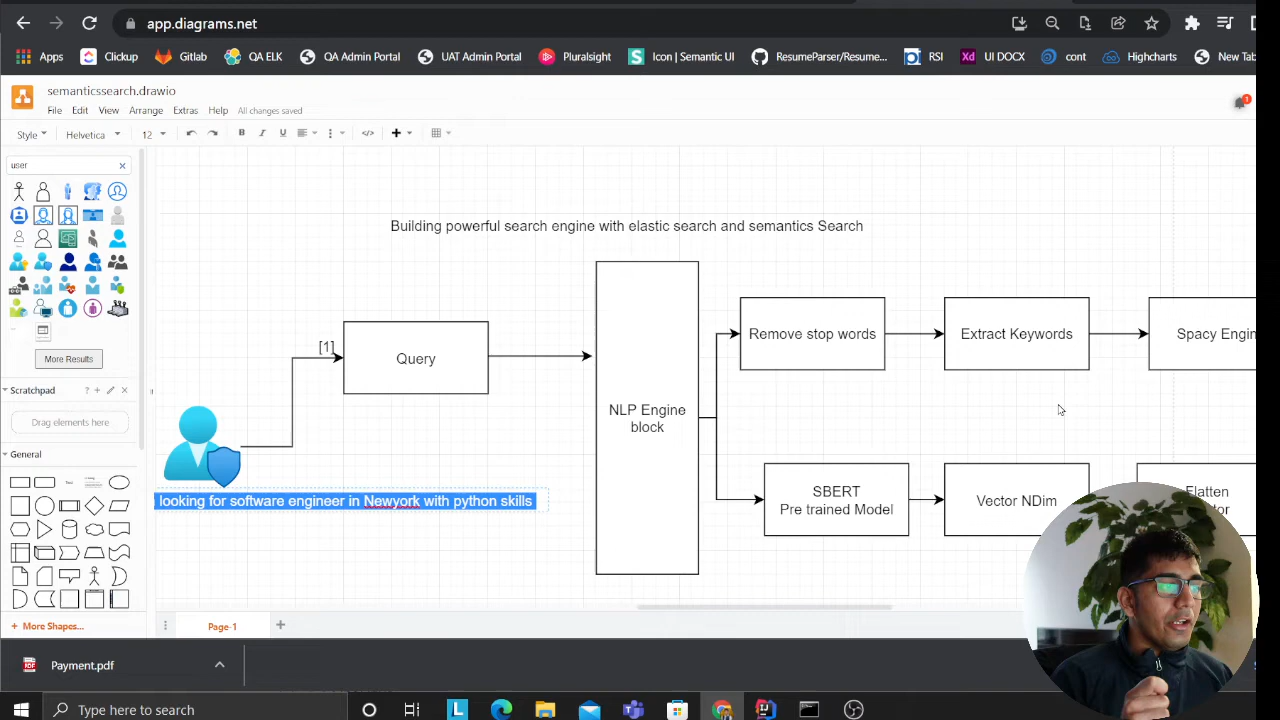 app.diagrams.net
Apps Clickup Gitlab QA ELK QA Admin Portal UAT Admin Portal Pluralsight Icon | Semantic UI ResumeParser/Resume... RSI UI DOCX cont Highcharts New Tab
semanticssearch.drawio
File Edit View Arrange Extras Help All changes saved
1
Style Helvetica 12 B I U
user
Building powerful search engine with elastic search and semantics Search
Remove stop words
Extract Keywords
Spacy Engin
[1]
Query
More Results
Scratchpad
Drag elements here
NLP Engine
block
General
Text
looking for software engineer in Newyork with python skills
SBERT
Pre trained Model
Vector NDim
Flatten
+ More Shapes...
Page-1
Payment.pdf
Type here to search